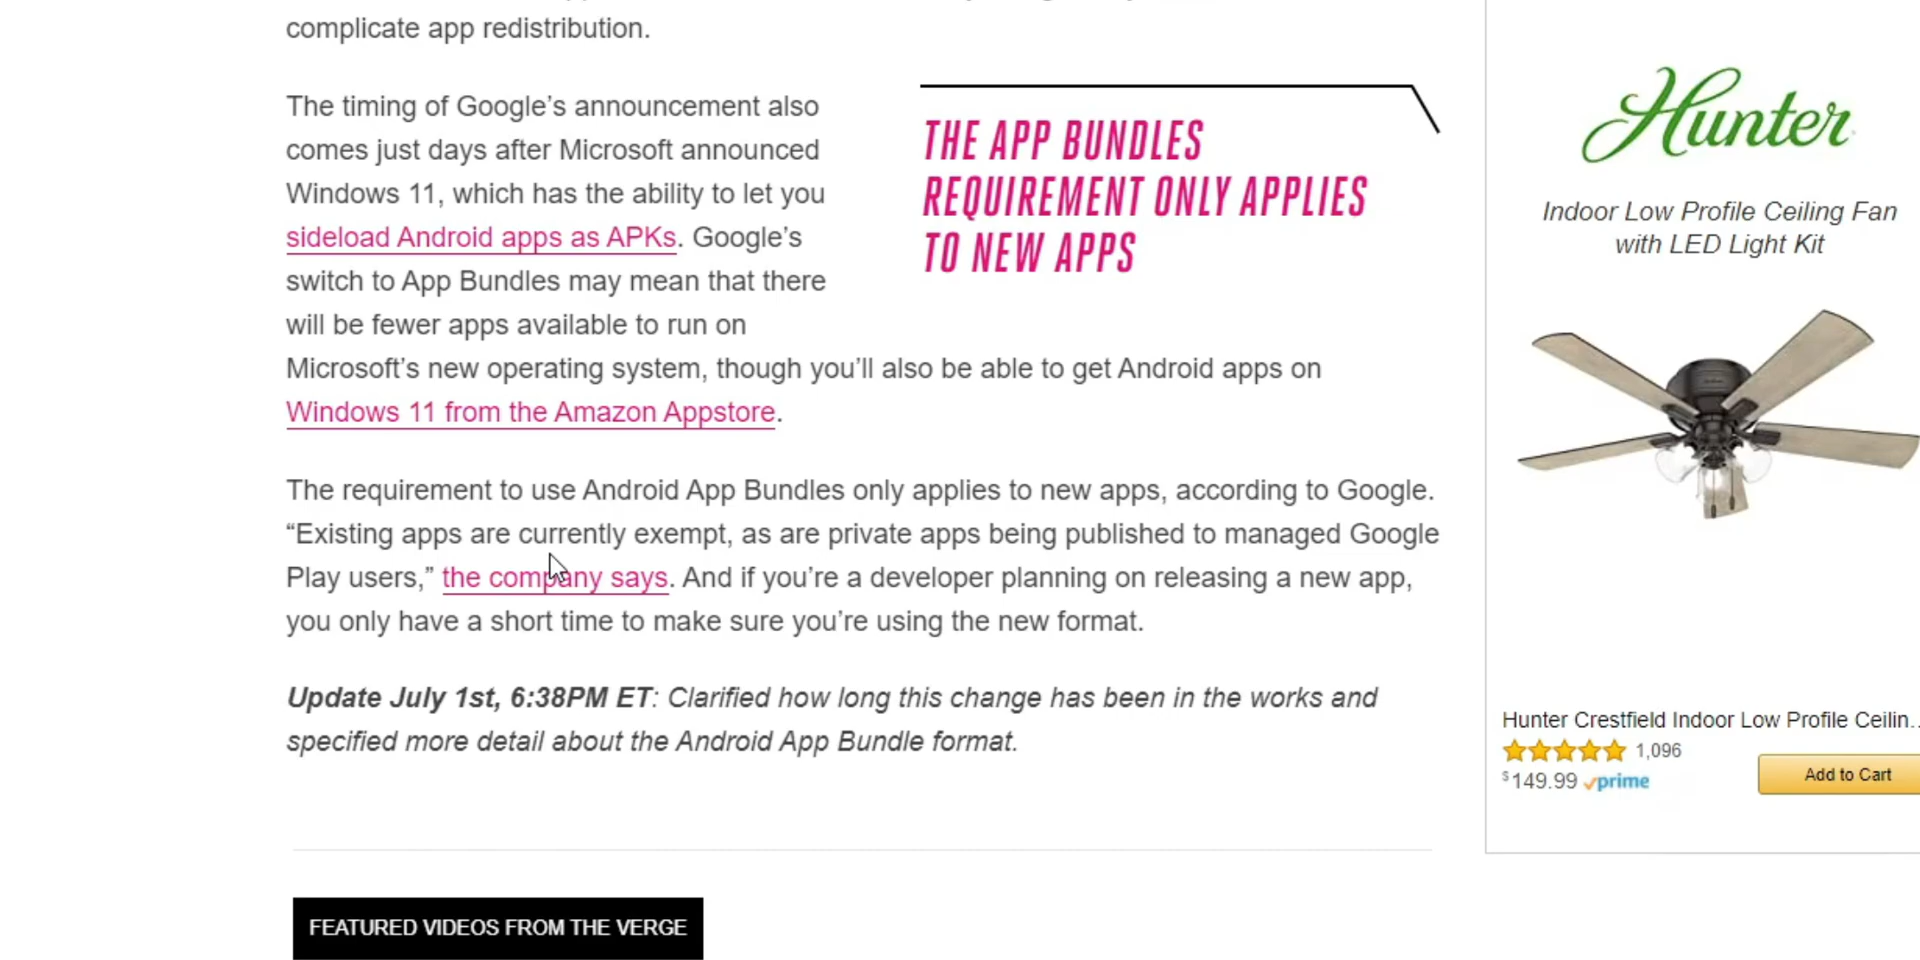 complicate app redistribution.
The timing of Google’s announcement also
comes just days after Microsoft announced
Windows 11, which has the ability to let you
sideload Android apps as APKs. Google’s
switch to App Bundles may mean that there
will be fewer apps available to run on
Microsoft’s new operating system, though you’ll also be able to get Android apps on
Windows 11 from the Amazon Appstore.
THE APP BUNDLES
REQUIREMENT ONLY APPLIES
TO NEW APPS
The requirement to use Android App Bundles only applies to new apps, according to Google.
“Existing apps are currently exempt, as are private apps being published to managed Google
Play users,” the company says. And if you’re a developer planning on releasing a new app,
you only have a short time to make sure you’re using the new format.
Update July 1st, 6:38PM ET: Clarified how long this change has been in the works and
specified more detail about the Android App Bundle format.
FEATURED VIDEOS FROM THE VERGE
Hunter
Indoor Low Profile Ceiling Fan
with LED Light Kit
Hunter Crestfield Indoor Low Profile Ceilin..
1,096
$149.99 prime
Add to Cart